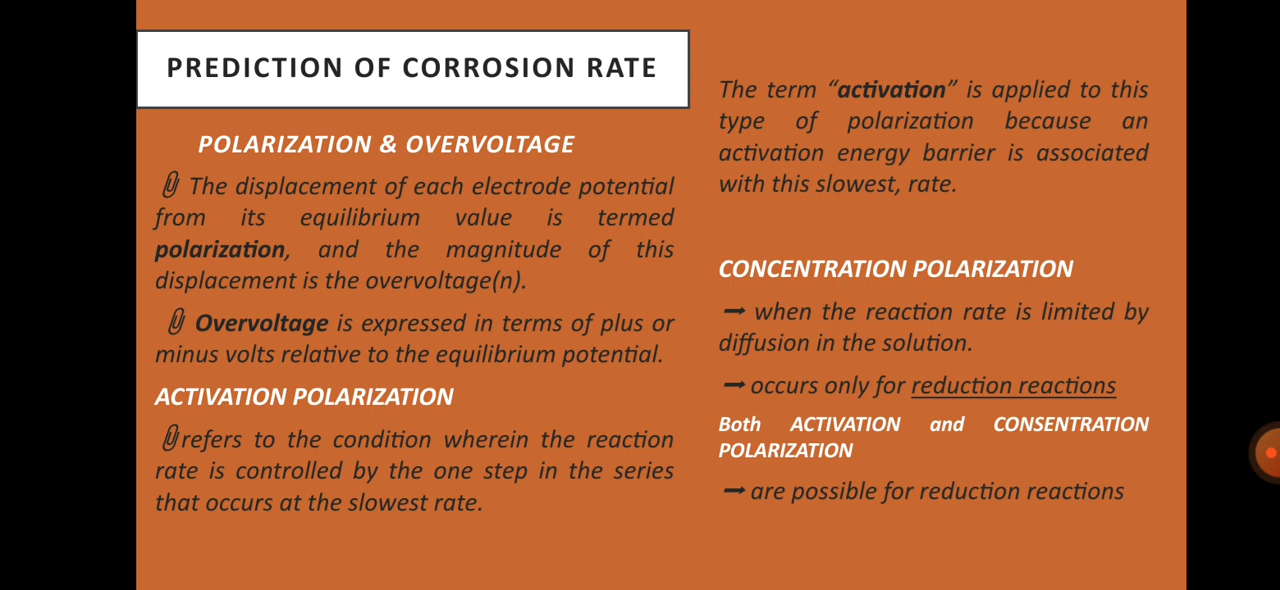 PREDICTION OF CORROSION RATE
POLARIZATION & OVERVOLTAGE
The displacement of each electrode potential
from its equilibrium value is termed
polarization, and the magnitude of this
displacement is the overvoltage(n).
Overvoltage is expressed in terms of plus or
minus volts relative to the equilibrium potential.
ACTIVATION POLARIZATION
refers to the condition wherein the reaction
rate is controlled by the one step in the series
that occurs at the slowest rate.
The term “activation” is applied to this
type of polarization because an
activation energy barrier is associated
with this slowest, rate.
CONCENTRATION POLARIZATION
➞ when the reaction rate is limited by
diffusion in the solution.
➞ occurs only for reduction reactions
Both ACTIVATION and CONSENTRATION
POLARIZATION
➞ are possible for reduction reactions